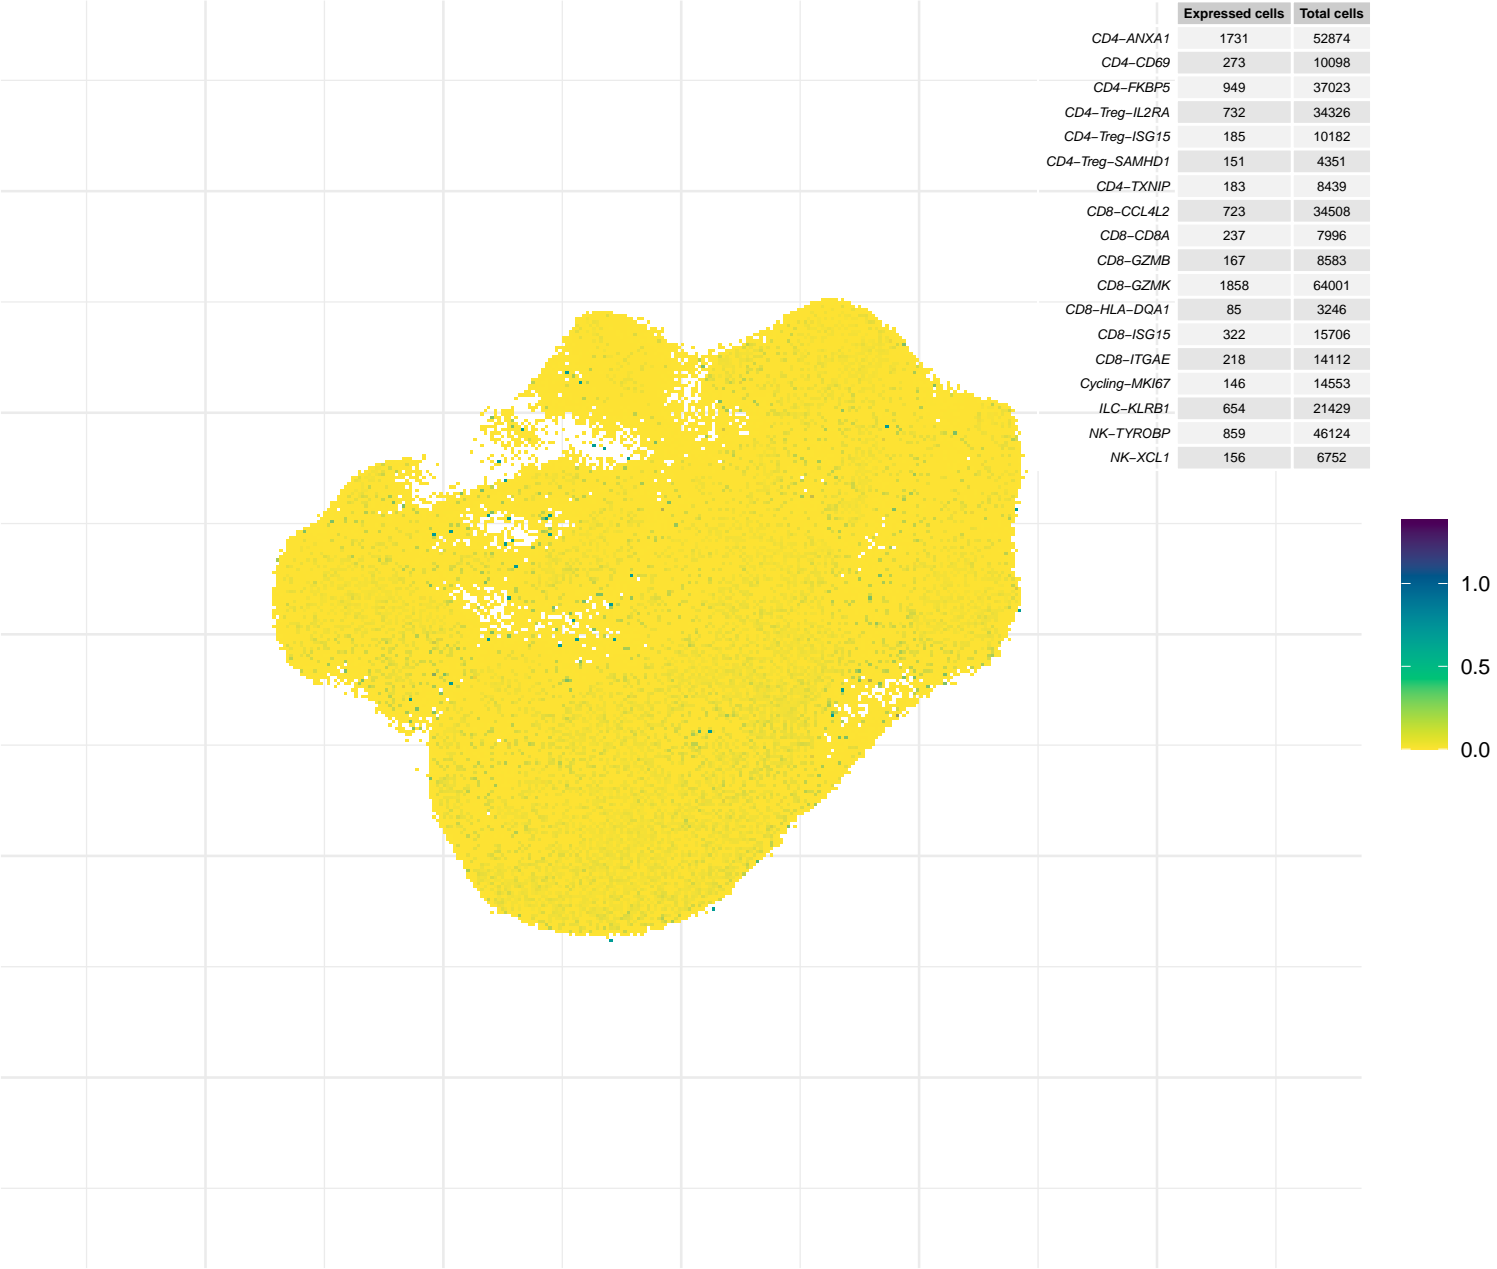 Expressed cells Total cells
CD4−ANXA1 1731 52874
CD4−CD69 273 10098
CD4−FKBP5 949 37023
CD4−Treg−IL2RA 732 34326
CD4−Treg−ISG15 185 10182
CD4−Treg−SAMHD1 151 4351
CD4−TXNIP 183 8439
CD8−CCL4L2 723 34508
CD8−CD8A 237 7996
CD8−GZMB 167 8583
CD8−GZMK 1858 64001
CD8−HLA−DQA1 85 3246
CD8−ISG15 322 15706
CD8−ITGAE 218 14112
Cycling−MKI67 146 14553
ILC−KLRB1 654 21429
NK−TYROBP 859 46124
NK−XCL1 156 6752
1.0
0.5
0.0